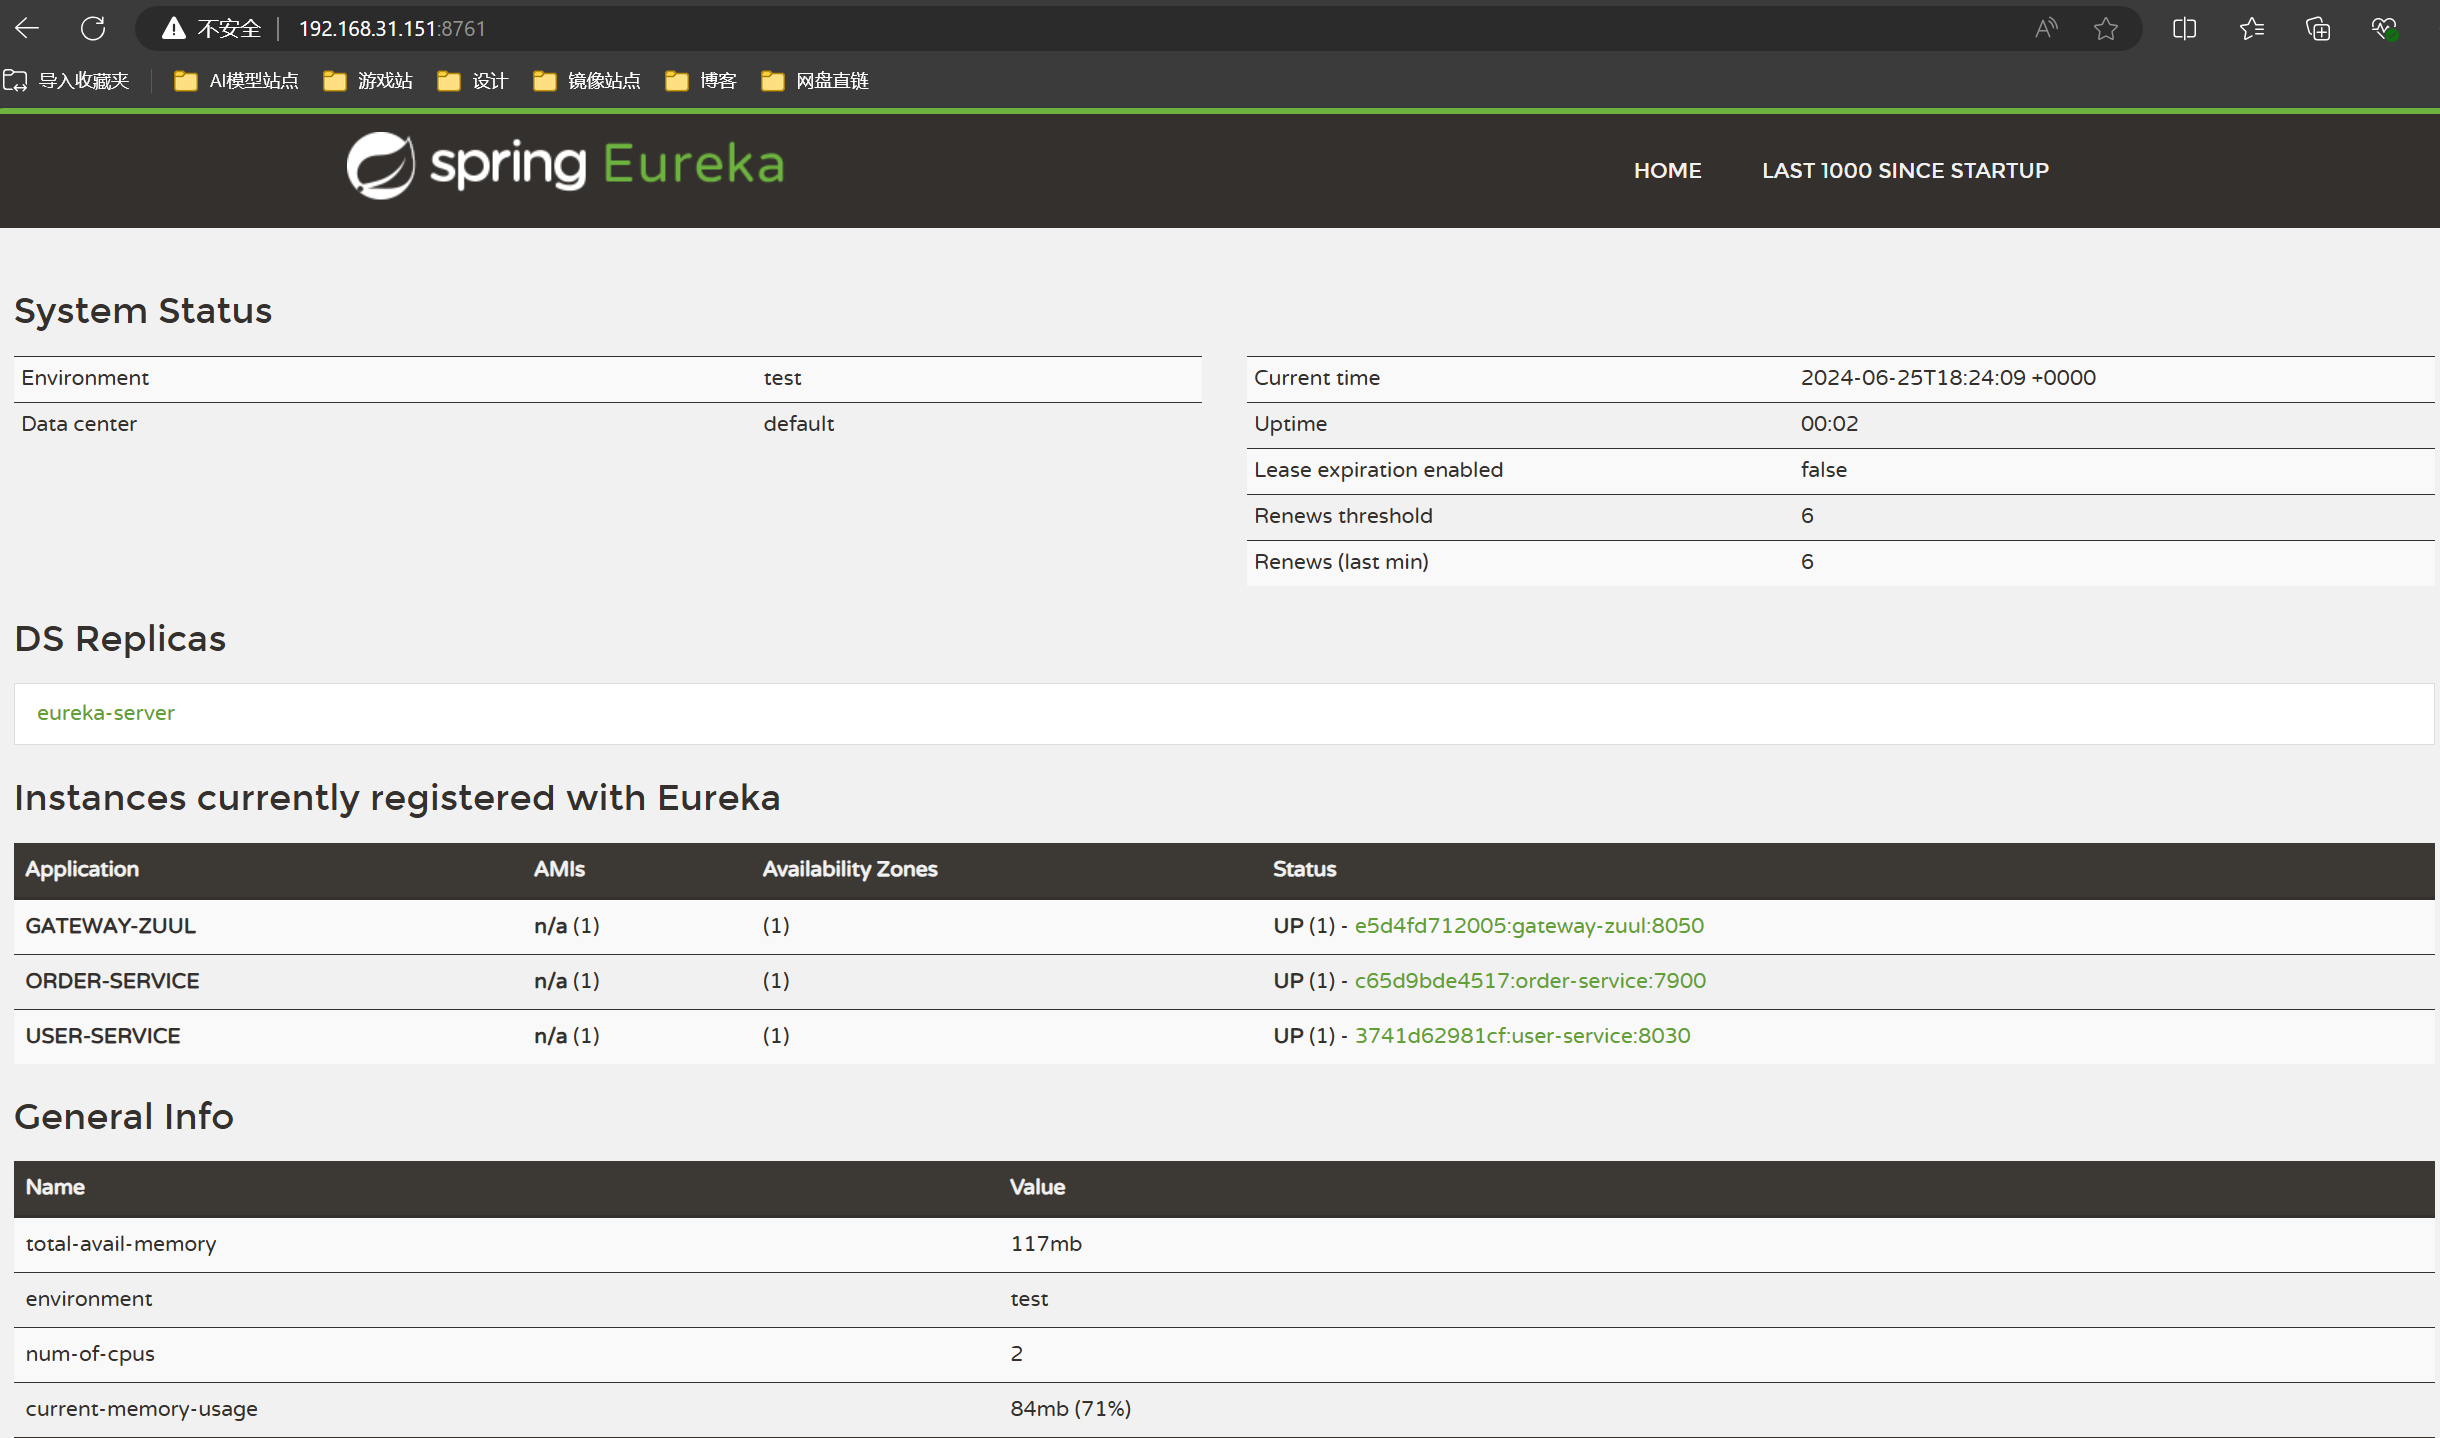 不安全 192.168.31.151:8761
导入收藏夹 AI模型站点 游戏站 设计 镜像站点 博客 网盘直链
spring Eureka HOME LAST 1000 SINCE STARTUP
System Status
Environment test
Data center default
Current time 2024-06-25T18:24:09 +0000
Uptime 00:02
Lease expiration enabled false
Renews threshold 6
Renews (last min) 6
DS Replicas
eureka-server
Instances currently registered with Eureka
Application AMIs Availability Zones Status
GATEWAY-ZUUL n/a (1) (1) UP (1) - e5d4fd712005:gateway-zuul:8050
ORDER-SERVICE n/a (1) (1) UP (1) - c65d9bde4517:order-service:7900
USER-SERVICE n/a (1) (1) UP (1) - 3741d62981cf:user-service:8030
General Info
Name Value
total-avail-memory 117mb
environment test
num-of-cpus 2
current-memory-usage 84mb (71%)